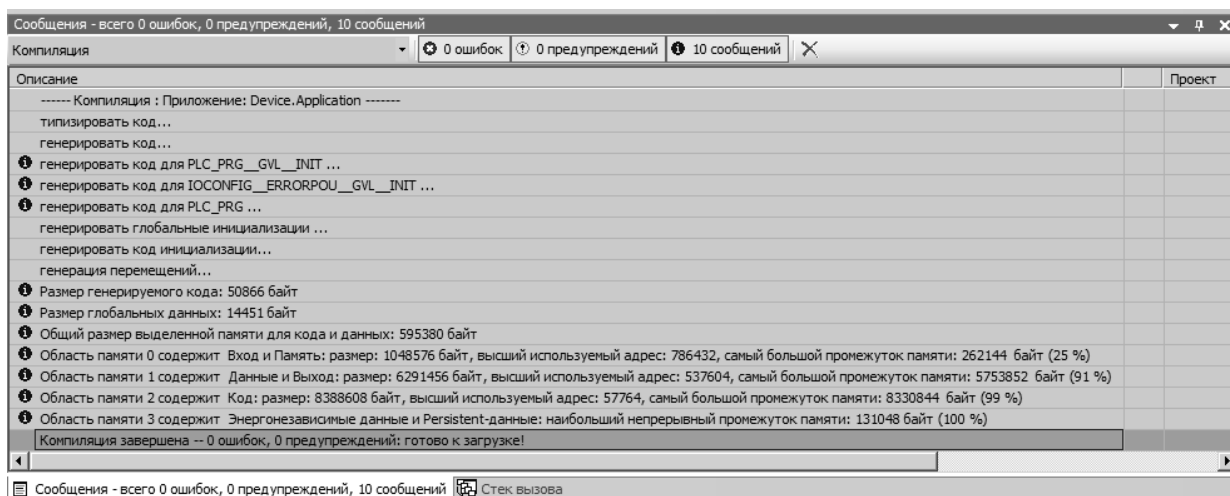 Сообщения - всего 0 ошибок, 0 предупреждений, 10 сообщений
Компиляция 0 ошибок 0 предупреждений 10 сообщений
Описание Проект
------ Компиляция : Приложение: Device.Application -------
типизировать код...
генерировать код...
генерировать код для PLC_PRG__GVL__INIT ...
генерировать код для IOCONFIG__ERRORPOU__GVL__INIT ...
генерировать код для PLC_PRG ...
генерировать глобальные инициализации ...
генерировать код инициализации...
генерация перемещений...
Размер генерируемого кода: 50866 байт
Размер глобальных данных: 14451 байт
Общий размер выделенной памяти для кода и данных: 595380 байт
Область памяти 0 содержит Вход и Память: размер: 1048576 байт, высший используемый адрес: 786432, самый большой промежуток памяти: 262144 байт (25 %)
Область памяти 1 содержит Данные и Выход: размер: 6291456 байт, высший используемый адрес: 537604, самый большой промежуток памяти: 5753852 байт (91 %)
Область памяти 2 содержит Код: размер: 8388608 байт, высший используемый адрес: 57764, самый большой промежуток памяти: 8330844 байт (99 %)
Область памяти 3 содержит Энергонезависимые данные и Persistent-данные: наибольший непрерывный промежуток памяти: 131048 байт (100 %)
Компиляция завершена -- 0 ошибок, 0 предупреждений: готово к загрузке!
Сообщения - всего 0 ошибок, 0 предупреждений, 10 сообщений Стек вызова